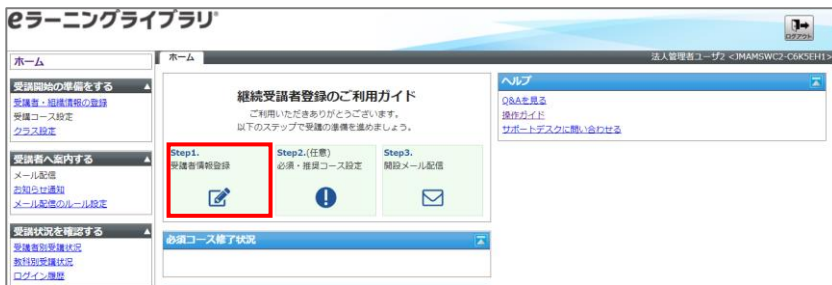 eラーニングライブラリ®
ログアウト
ホーム
ホーム
法人管理者ユーザ2 <JMAMSWC2-C6K5EH1>
受講開始の準備をする
受講者・組織情報の登録
受講コース設定
クラス設定
受講者へ案内する
メール配信
お知らせ通知
メール配信のルール設定
受講状況を確認する
受講者別受講状況
教科別受講状況
ログイン履歴
継続受講者登録のご利用ガイド
ご利用いただきありがとうございます。
以下のステップで受講の準備を進めましょう。
Step1.
受講者情報登録
Step2.(任意)
必須・推奨コース設定
Step3.
開設メール配信
必須コース修了状況
ヘルプ
Q&Aを見る
操作ガイド
サポートデスクに問い合わせる